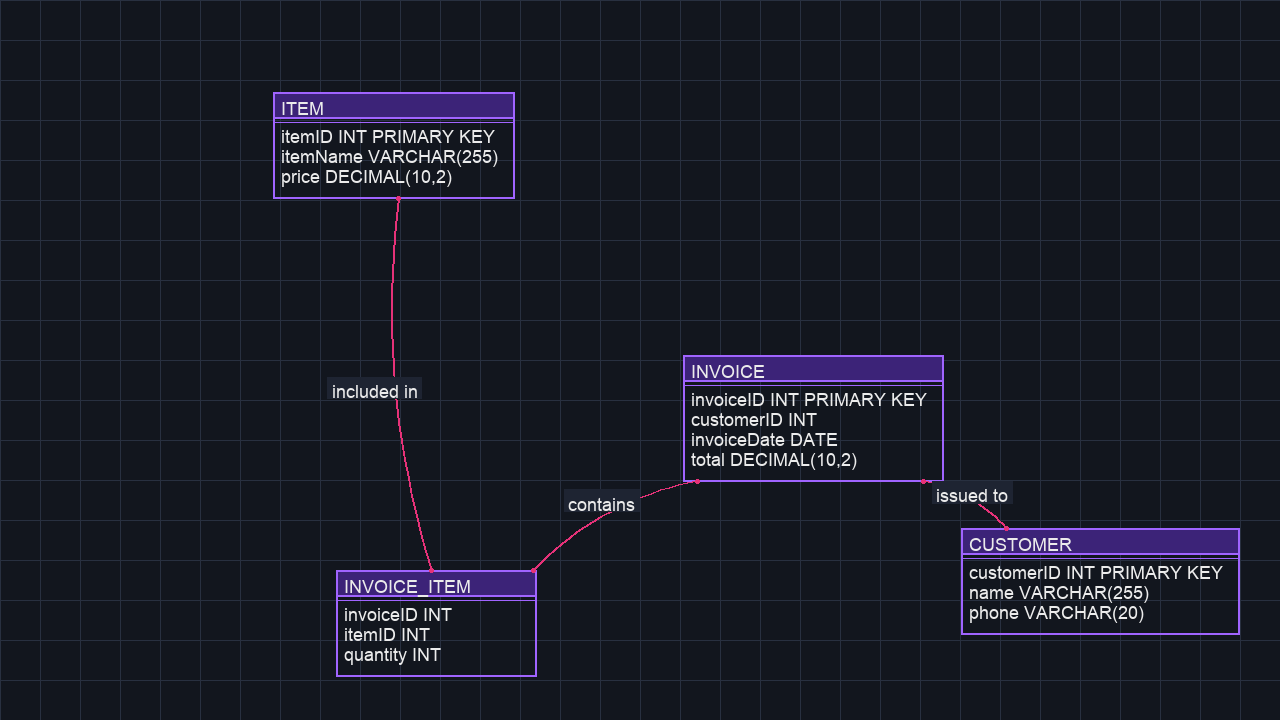 ITEM
itemID INT PRIMARY KEY
itemName VARCHAR(255)
price DECIMAL(10,2)
included in
INVOICE
invoiceID INT PRIMARY KEY
customerID INT
invoiceDate DATE
total DECIMAL(10,2)
contains
issued to
CUSTOMER
customerID INT PRIMARY KEY
name VARCHAR(255)
phone VARCHAR(20)
INVOICE_ITEM
invoiceID INT
itemID INT
quantity INT